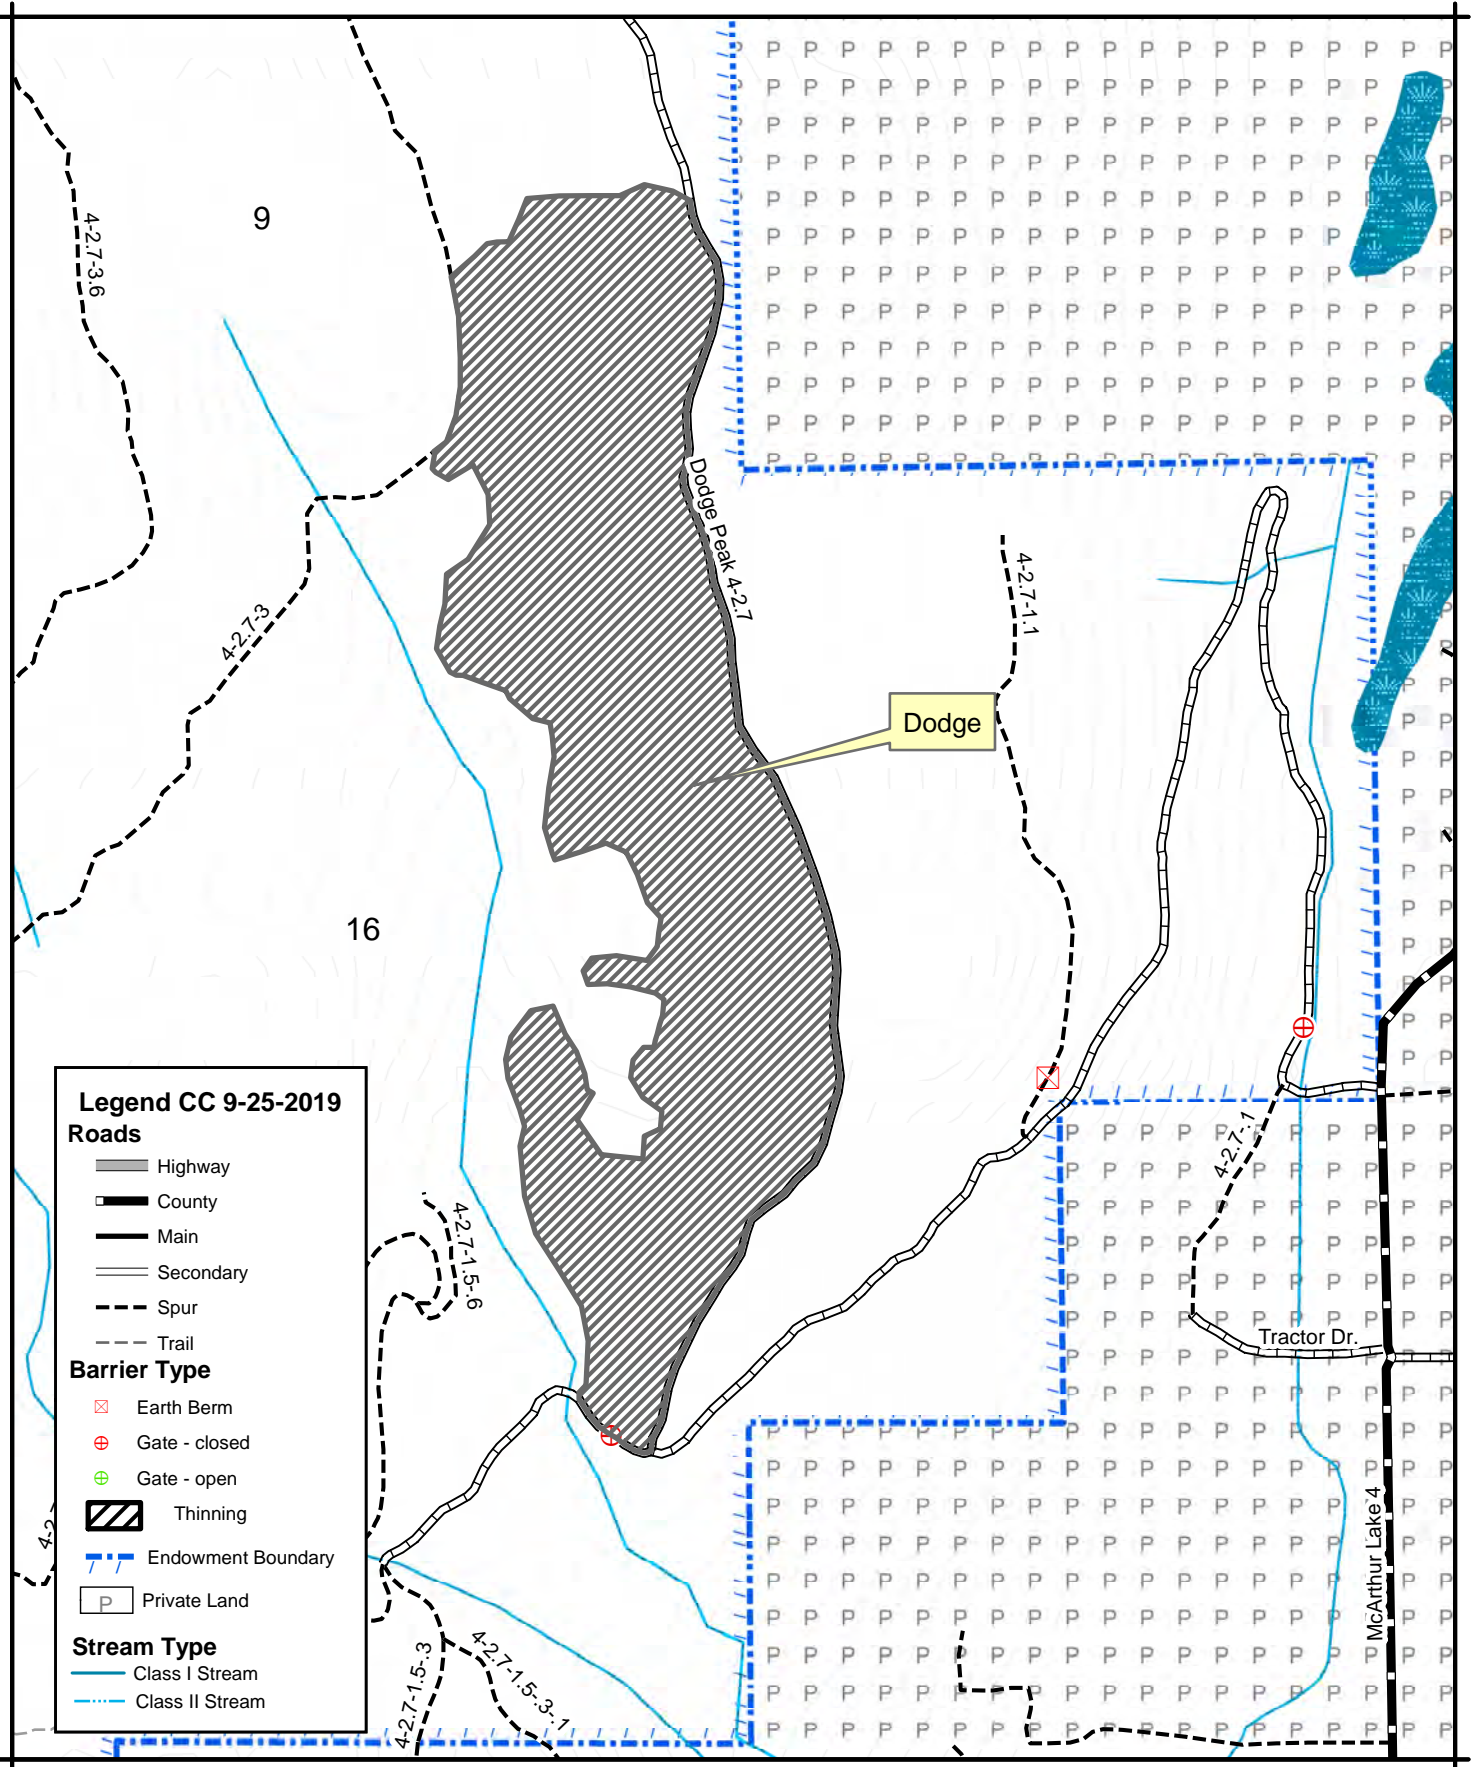 9
4-2.7-3.6
Dodge Peak 4-2.7
4-2.7-1.1
4-2.7-3
Dodge
16
Legend CC 9-25-2019
Roads
Highway
County
Main
Secondary
Spur
Trail
Barrier Type
Earth Berm
Gate - closed
Gate - open
Thinning
Endowment Boundary
P Private Land
Stream Type
Class I Stream
Class II Stream
4-2.7-.1
4-2.7-1.5-.6
Tractor Dr.
McArthur Lake 4
4-2
4-2.7-1.5-.3
4-2.7-1.5-.3-.1